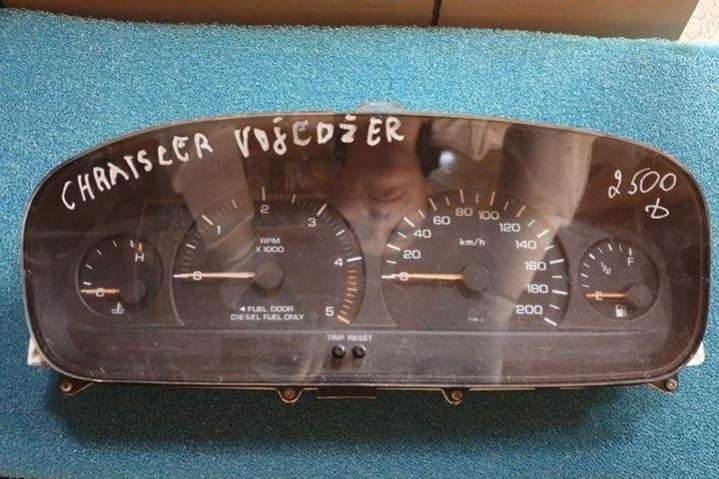 CHRAISLER VOJEDŽER
2500 D
H
C
1 2 3 4 5
0
RPM
X 1000
◄ FUEL DOOR
DIESEL FUEL ONLY
20 40 60 80 100 120 140 160 180 200
0
km/h
F
1/2
E
TRIP RESET